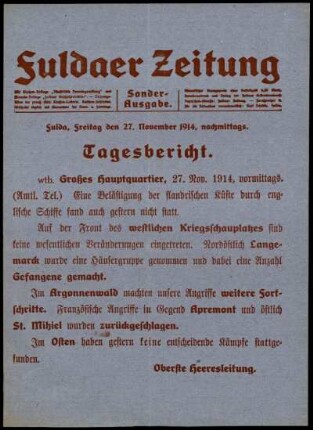 Fuldaer Zeitung
Sonder-
Ausgabe.
Fulda, Freitag den 27. November 1914, nachmittags.
Tagesbericht.
wtb. Großes Hauptquartier, 27. Nov. 1914, vormittags.
(Amtl. Tel.) Eine Belästigung der flandrischen Küste durch eng-
lische Schiffe fand auch gestern nicht statt.
Auf der Front des westlichen Kriegsschauplatzes sind
keine wesentlichen Veränderungen eingetreten. Nordöstlich Lange-
marck wurde eine Häusergruppe genommen und dabei eine Anzahl
Gefangene gemacht.
Im Argonnenwald machten unsere Angriffe weitere Fort-
schritte. Französische Angriffe in Gegend Apremont und östlich
St. Mihiel wurden zurückgeschlagen.
Im Osten haben gestern keine entscheidende Kämpfe stattge-
funden.
Oberste Heeresleitung.